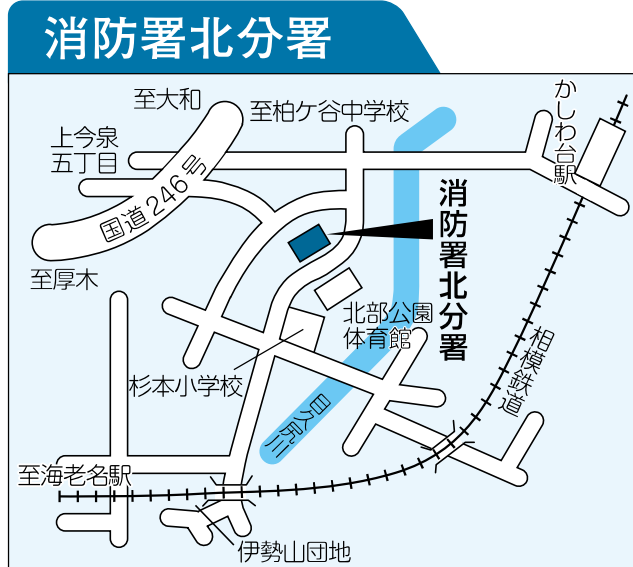 消防署北分署
至大和
至柏ケ谷中学校
かしわ台駅
上今泉
五丁目
国道246号
消防署北分署
至厚木
北部公園
体育館
相模鉄道
杉本小学校
目久尻川
至海老名駅
伊勢山団地